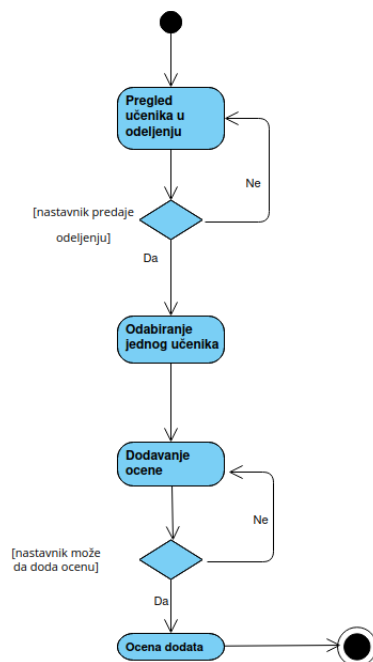 Pregled
učenika u
odeljenju
Ne
[nastavnik predaje
odeljenju]
Da
Odabiranje
jednog učenika
Dodavanje
ocene
Ne
[nastavnik može
da doda ocenu]
Da
Ocena dodata